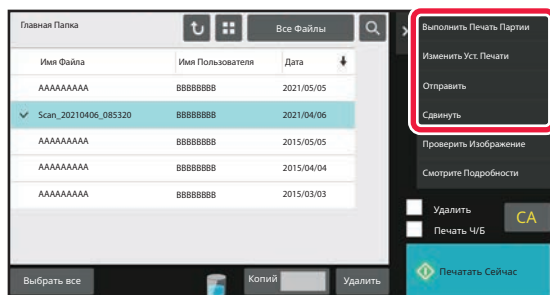 Главная Папка
Все Файлы
Имя Файла Имя Пользователя Дата
AAAAAAAAA BBBBBBBB 2021/05/05
Scan_20210406_085320 BBBBBBBB 2021/04/06
AAAAAAAAA BBBBBBBB 2015/05/05
AAAAAAAAA BBBBBBBB 2015/04/04
AAAAAAAAA BBBBBBBB 2015/03/03
Выбрать все
Копий
Удалить
Выполнить Печать Партии
Изменить Уст. Печати
Отправить
Сдвинуть
Проверить Изображение
Смотрите Подробности
Удалить
Печать Ч/Б
CA
Печатать Сейчас